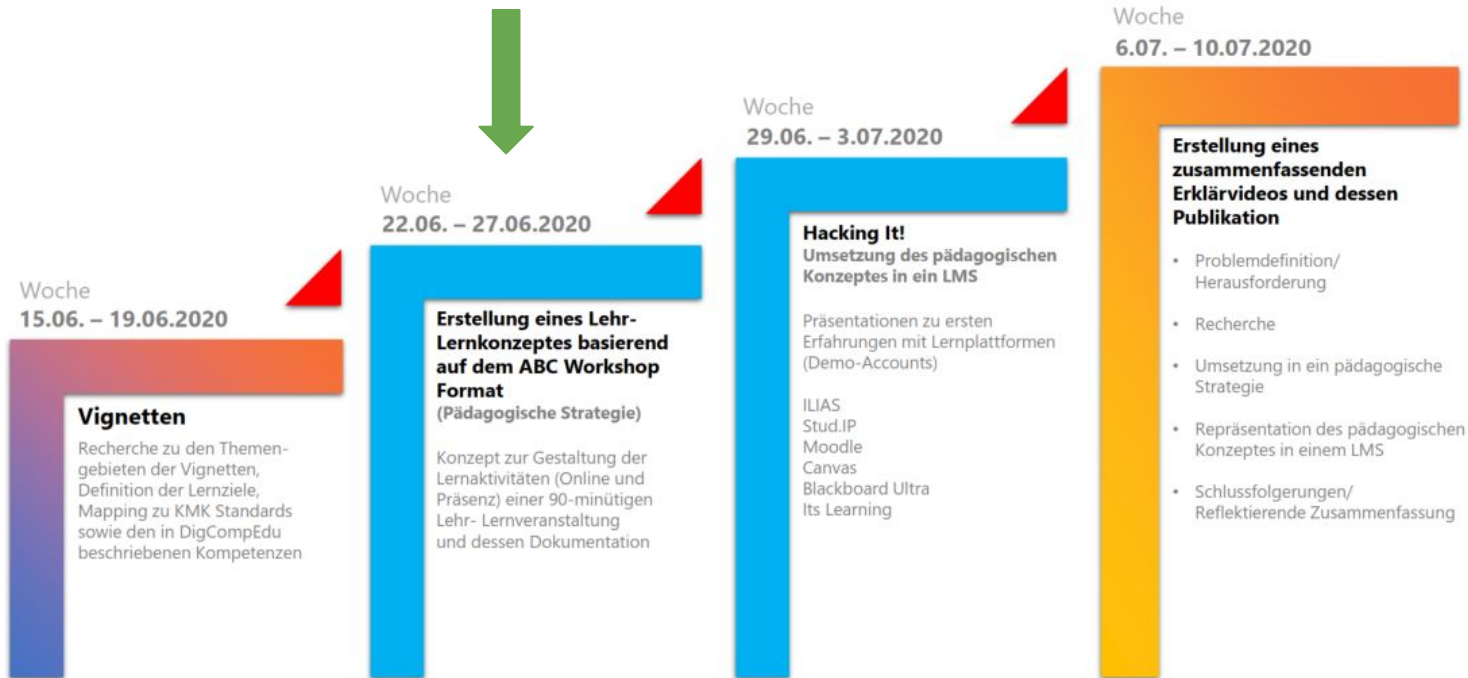 Woche
15.06. – 19.06.2020
Vignetten
Recherche zu den Themen-
gebieten der Vignetten,
Definition der Lernziele,
Mapping zu KMK Standards
sowie den in DigCompEdu
beschriebenen Kompetenzen
Woche
22.06. – 27.06.2020
Erstellung eines Lehr-
Lernkonzeptes basierend
auf dem ABC Workshop
Format
(Pädagogische Strategie)
Konzept zur Gestaltung der
Lernaktivitäten (Online und
Präsenz) einer 90-minütigen
Lehr- Lernveranstaltung
und dessen Dokumentation
Woche
29.06. – 3.07.2020
Hacking It!
Umsetzung des pädagogischen
Konzeptes in ein LMS
Präsentationen zu ersten
Erfahrungen mit Lernplattformen
(Demo-Accounts)
ILIAS
Stud.IP
Moodle
Canvas
Blackboard Ultra
Its Learning
Woche
6.07. – 10.07.2020
Erstellung eines
zusammenfassenden
Erklärvideos und dessen
Publikation
• Problemdefinition/
Herausforderung
• Recherche
• Umsetzung in ein pädagogische
Strategie
• Repräsentation des pädagogischen
Konzeptes in einem LMS
• Schlussfolgerungen/
Reflektierende Zusammenfassung